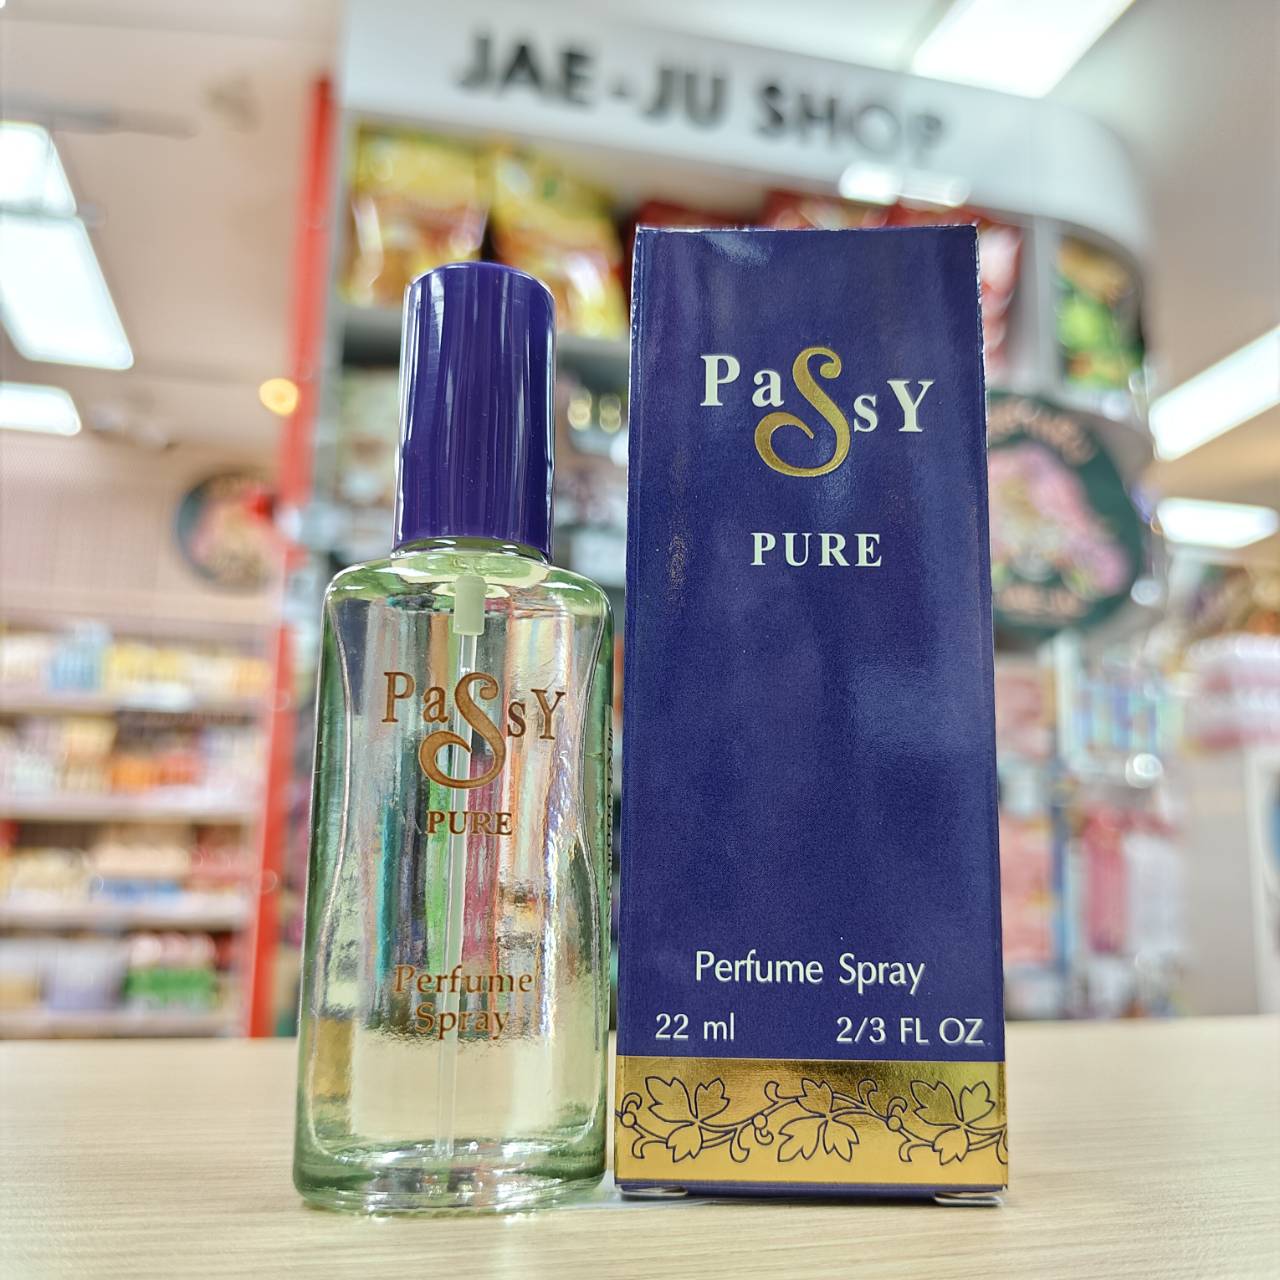 JAE-JU SHOP
PaSsY
PURE
Perfume Spray
22 ml 2/3 FL OZ
PaSsY
PURE
Perfume
Spray